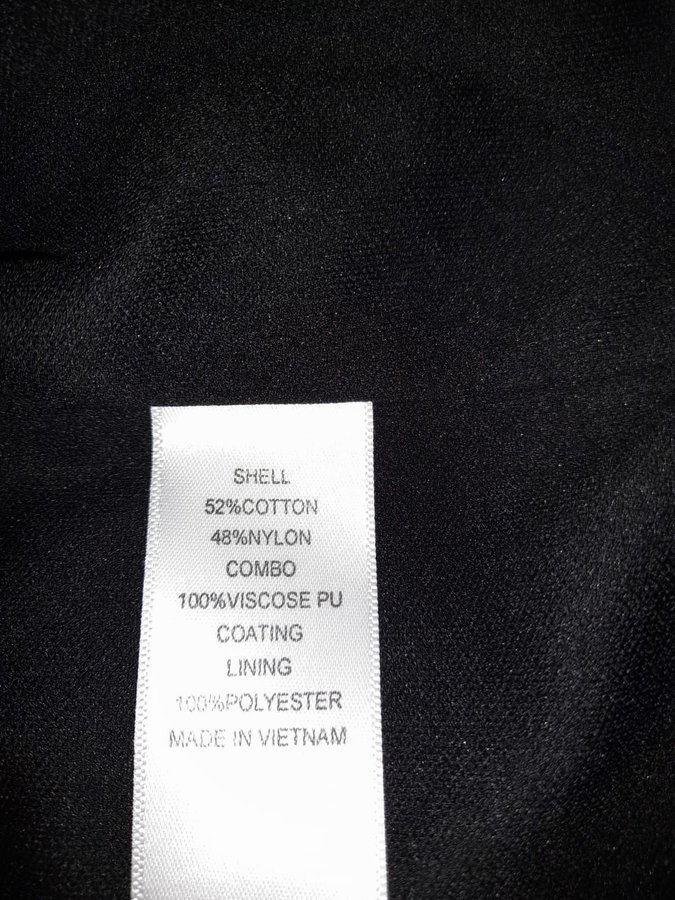 SHELL
52%COTTON
48%NYLON
COMBO
100%VISCOSE PU
COATING
LINING
100%POLYESTER
MADE IN VIETNAM